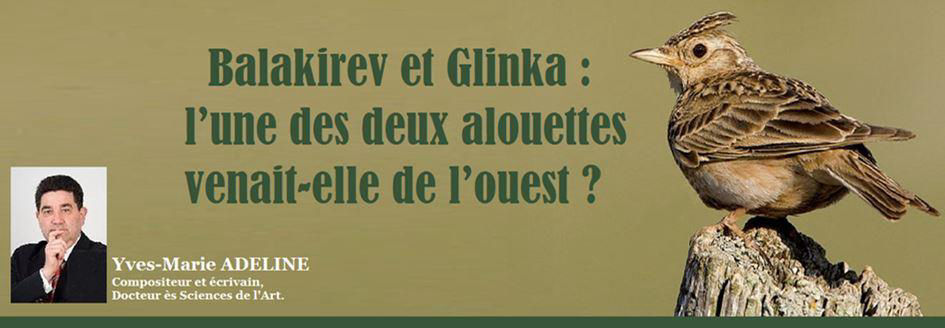 Balakirev et Glinka :
l’une des deux alouettes
venait-elle de l’ouest ?
Yves-Marie ADELINE
Compositeur et écrivain,
Docteur ès Sciences de l'Art.